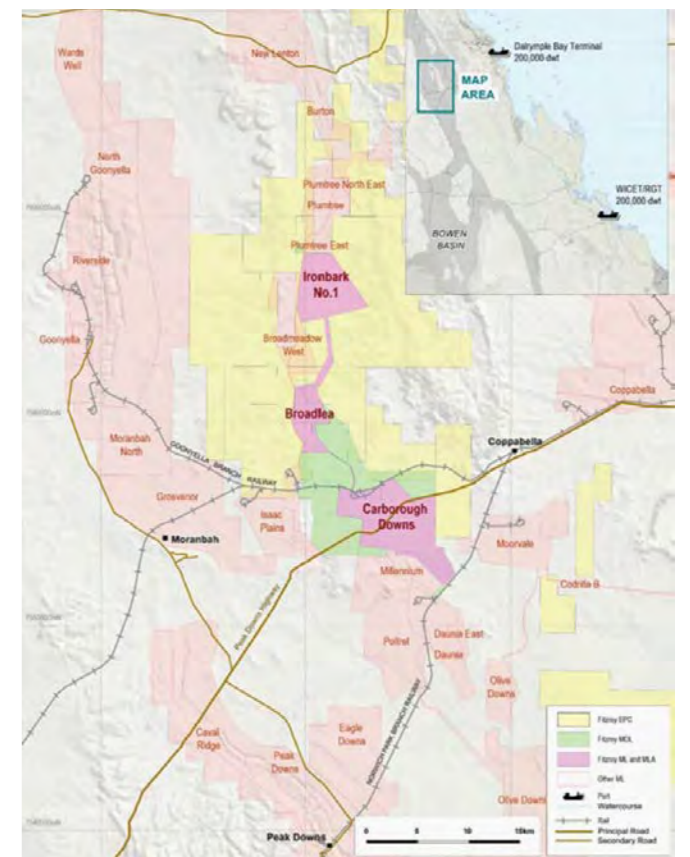 Wards
Well
New Lenton
Dalrymple Bay Terminal
200,000 dwt
MAP
AREA
Burton
North
Goonyella
Plumtree North East
Plumtree
WICET/RGT
200,000 dwt
BOWEN
BASIN
Plumtree East
Riverside
Ironbark
No.1
Goonyella
Broadmeadow
West
Coppabella
Broadlea
Moranbah
North
GOONYELLA BRANCH RAILWAY
Coppabella
Grosvenor
Carborough
Downs
Isaac
Plains
Moranbah
Moorvale
Millennium
Codrilla B
Peak Downs Highway
Poitrel
Daunia East
Daunia
Olive
Downs
NORWICH PARK BRANCH RAILWAY
Caval
Ridge
Eagle
Downs
Peak
Downs
Olive Downs
Peak Downs
Fitzroy EPC
Fitzroy MDL
Fitzroy ML and MLA
Other ML
Port
Watercourse
Rail
Principal Road
Secondary Road
0 5 10km